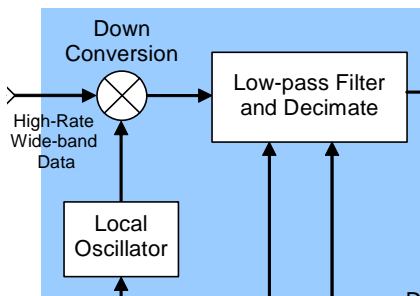 Down
Conversion
Low-pass Filter
and Decimate
High-Rate
Wide-band
Data
Local
Oscillator